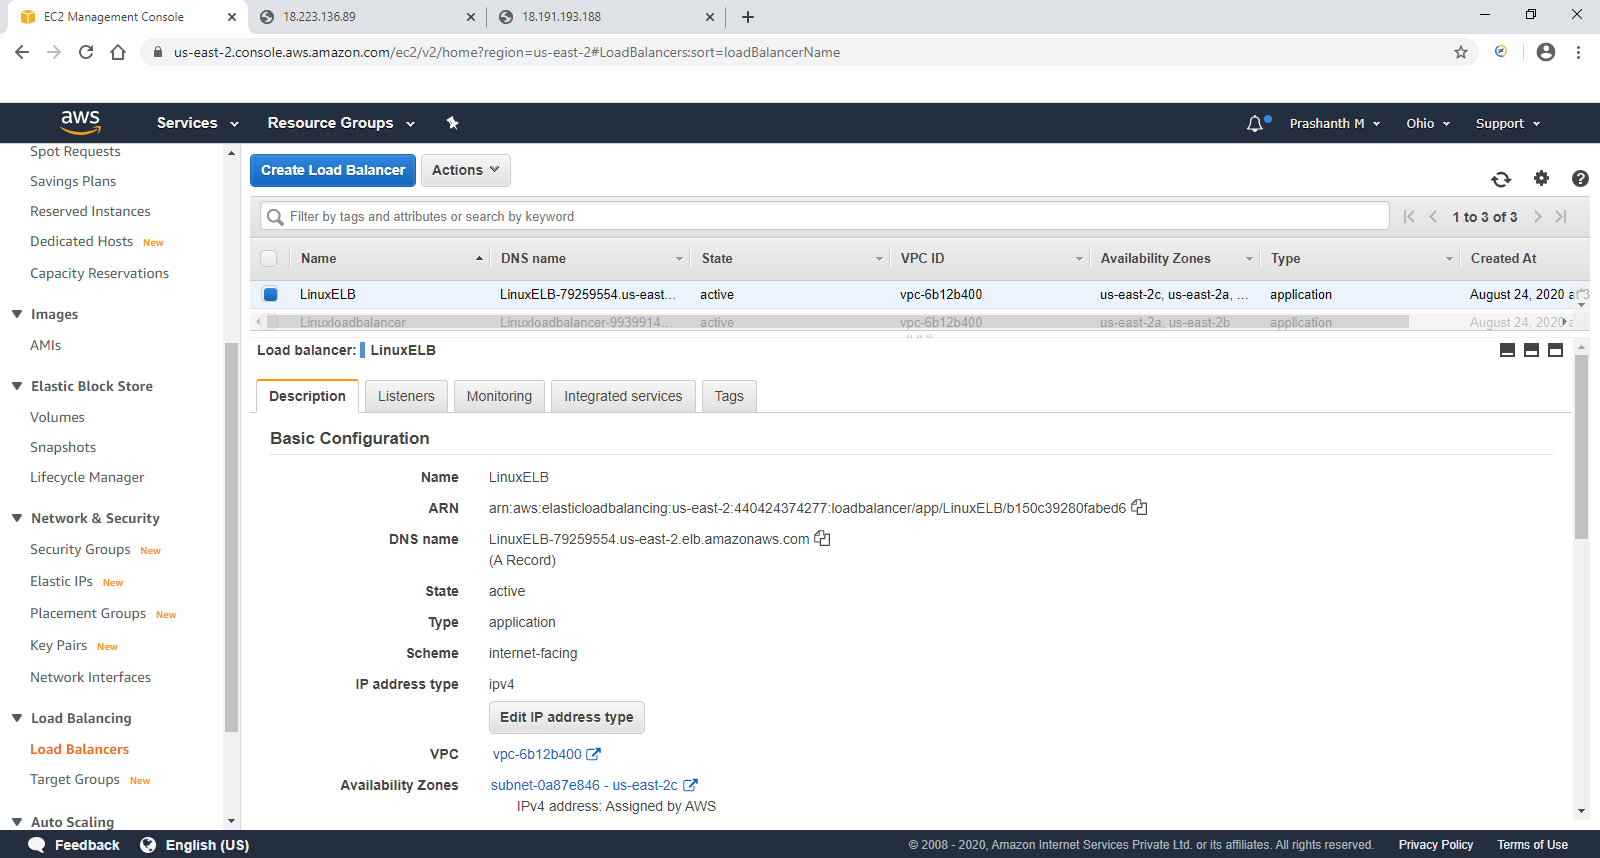 EC2 Management Console
18.223.136.89
18.191.193.188
us-east-2.console.aws.amazon.com/ec2/v2/home?region=us-east-2#LoadBalancers:sort=loadBalancerName
aws Services Resource Groups Prashanth M Ohio Support
Spot Requests
Savings Plans
Reserved Instances
Dedicated Hosts New
Capacity Reservations
Images
AMIs
Elastic Block Store
Volumes
Snapshots
Lifecycle Manager
Network & Security
Security Groups New
Elastic IPs New
Placement Groups New
Key Pairs New
Network Interfaces
Load Balancing
Load Balancers
Target Groups New
Auto Scaling
Create Load Balancer Actions
Filter by tags and attributes or search by keyword 1 to 3 of 3
Name DNS name State VPC ID Availability Zones Type Created At
LinuxELB LinuxELB-79259554.us-east... active vpc-6b12b400 us-east-2c, us-east-2a, ... application August 24, 2020 at 3
Linuxloadbalancer Linuxloadbalancer-9939914... active vpc-6b12b400 us-east-2a, us-east-2b application August 24, 2020 a
Load balancer: LinuxELB
Description Listeners Monitoring Integrated services Tags
Basic Configuration
Name LinuxELB
ARN arn:aws:elasticloadbalancing:us-east-2:440424374277:loadbalancer/app/LinuxELB/b150c39280fabed6
DNS name LinuxELB-79259554.us-east-2.elb.amazonaws.com
(A Record)
State active
Type application
Scheme internet-facing
IP address type ipv4
Edit IP address type
VPC vpc-6b12b400
Availability Zones subnet-0a87e846 - us-east-2c
IPv4 address: Assigned by AWS
Feedback English (US) © 2008 - 2020, Amazon Internet Services Private Ltd. or its affiliates. All rights reserved. Privacy Policy Terms of Use